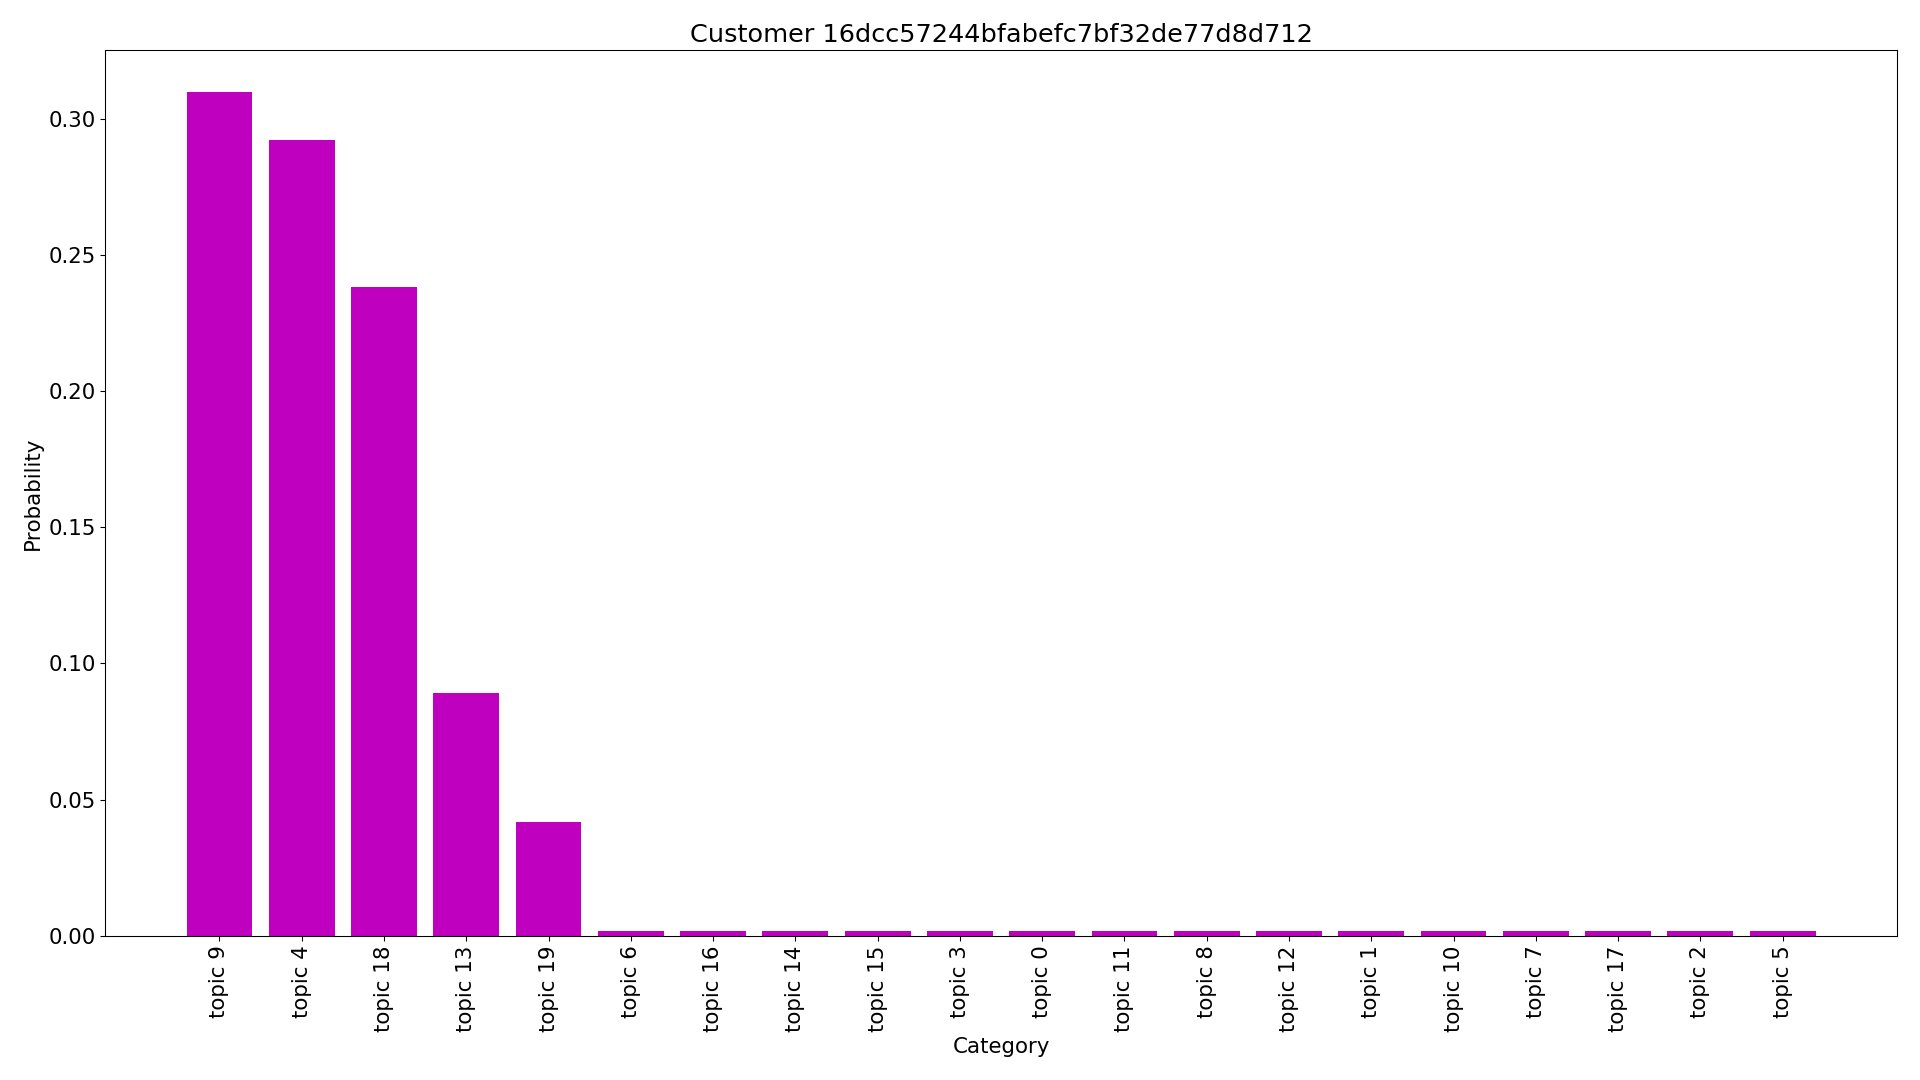 Customer 16dcc57244bfabefc7bf32de77d8d712
Probability
0.30
0.25
0.20
0.15
0.10
0.05
0.00
topic 9
topic 4
topic 18
topic 13
topic 19
topic 6
topic 16
topic 14
topic 15
topic 3
topic 0
topic 11
topic 8
topic 12
topic 1
topic 10
topic 7
topic 17
topic 2
topic 5
Category